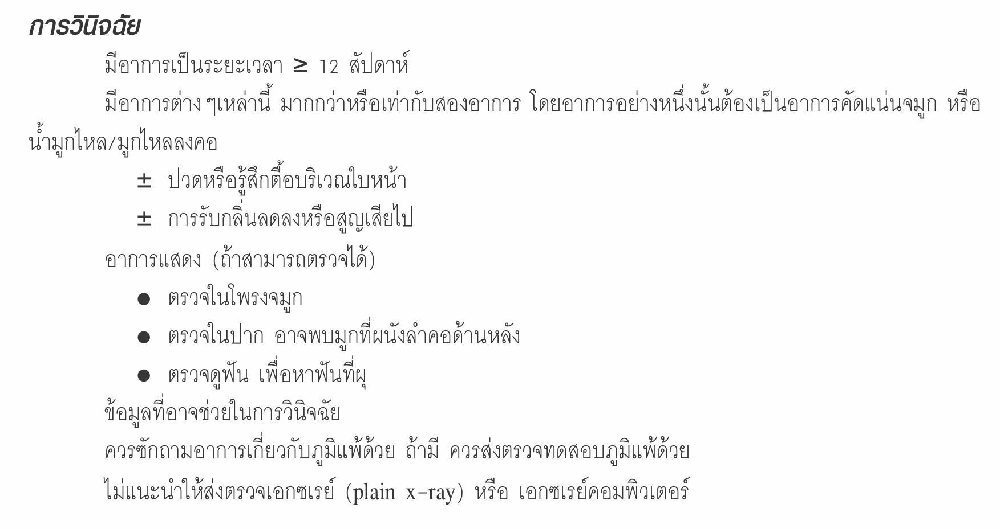 การวินิจฉัย
มีอาการเป็นระยะเวลา ≥ 12 สัปดาห์
มีอาการต่างๆเหล่านี้ มากกว่าหรือเท่ากับสองอาการ โดยอาการอย่างหนึ่งนั้นต้องเป็นอาการคัดแน่นจมูก หรือ
น้ำมูกไหล/มูกไหลลงคอ
± ปวดหรือรู้สึกตื้อบริเวณใบหน้า
± การรับกลิ่นลดลงหรือสูญเสียไป
อาการแสดง (ถ้าสามารถตรวจได้)
● ตรวจในโพรงจมูก
● ตรวจในปาก อาจพบมูกที่ผนังลำคอด้านหลัง
● ตรวจดูฟัน เพื่อหาฟันที่ผุ
ข้อมูลที่อาจช่วยในการวินิจฉัย
ควรซักถามอาการเกี่ยวกับภูมิแพ้ด้วย ถ้ามี ควรส่งตรวจทดสอบภูมิแพ้ด้วย
ไม่แนะนำให้ส่งตรวจเอกซเรย์ (plain x-ray) หรือ เอกซเรย์คอมพิวเตอร์